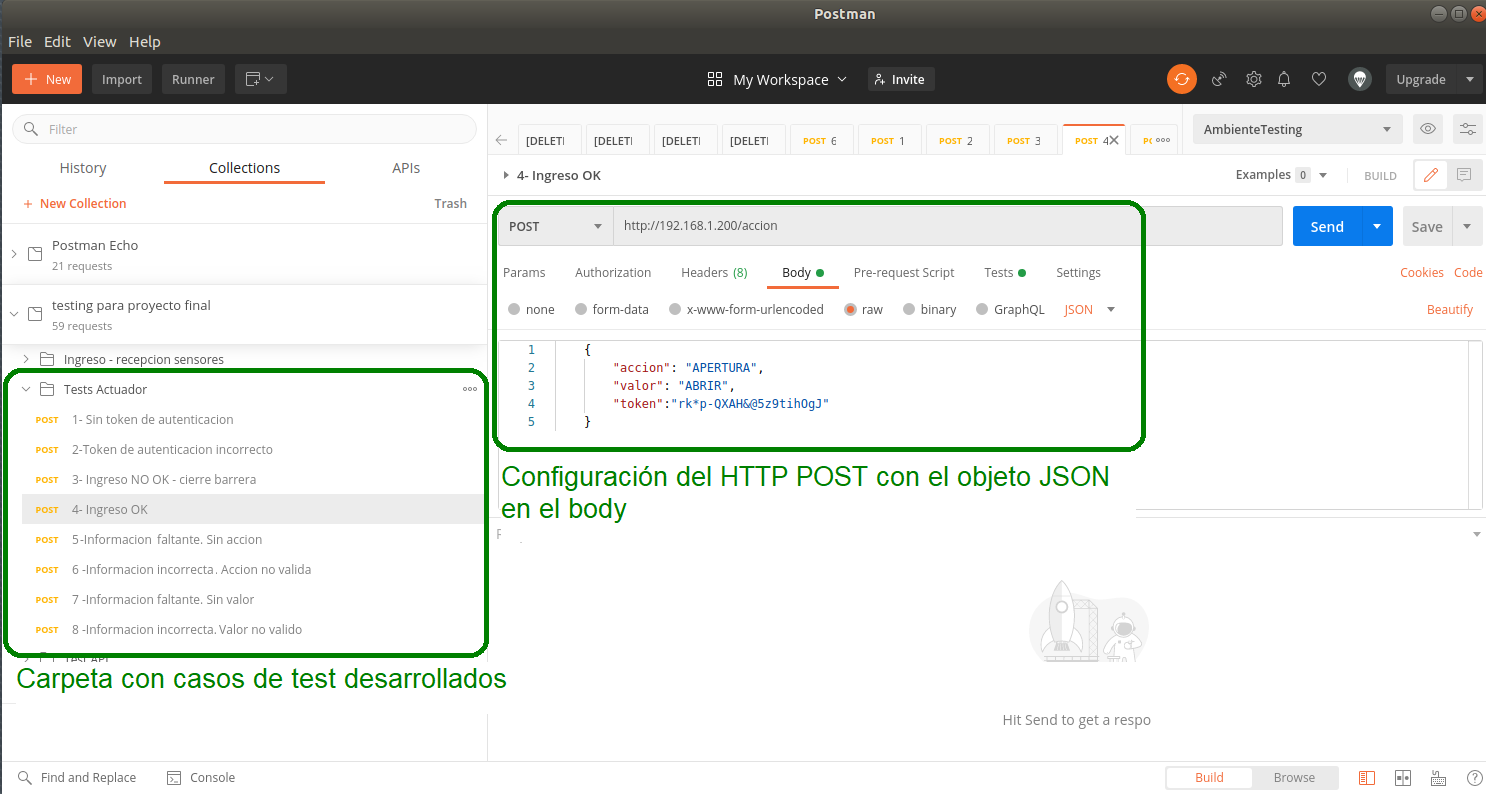 Postman
File Edit View Help
New Import Runner My Workspace Invite Upgrade
Filter
History Collections APIs
New Collection Trash
Postman Echo
21 requests
testing para proyecto final
59 requests
Ingreso - recepcion sensores
Tests Actuador
POST 1- Sin token de autenticacion
POST 2-Token de autenticacion incorrecto
POST 3- Ingreso NO OK - cierre barrera
POST 4- Ingreso OK
POST 5-Informacion faltante. Sin accion
POST 6 -Informacion incorrecta. Accion no valida
POST 7 -Informacion faltante. Sin valor
POST 8 -Informacion incorrecta. Valor no valido
Carpeta con casos de test desarrollados
[DELETI [DELETI [DELETI [DELETI POST 6 POST 1 POST 2 POST 3 POST 4 AmbienteTesting
4- Ingreso OK Examples 0 BUILD
POST http://192.168.1.200/accion Send Save
Params Authorization Headers (8) Body Pre-request Script Tests Settings Cookies Code
none form-data x-www-form-urlencoded raw binary GraphQL JSON Beautify
1 {
2 "accion": "APERTURA",
3 "valor": "ABRIR",
4 "token":"rk*p-QXAH&@5z9tihOgJ"
5 }
Configuración del HTTP POST con el objeto JSON
en el body
Hit Send to get a respo
Find and Replace Console Build Browse